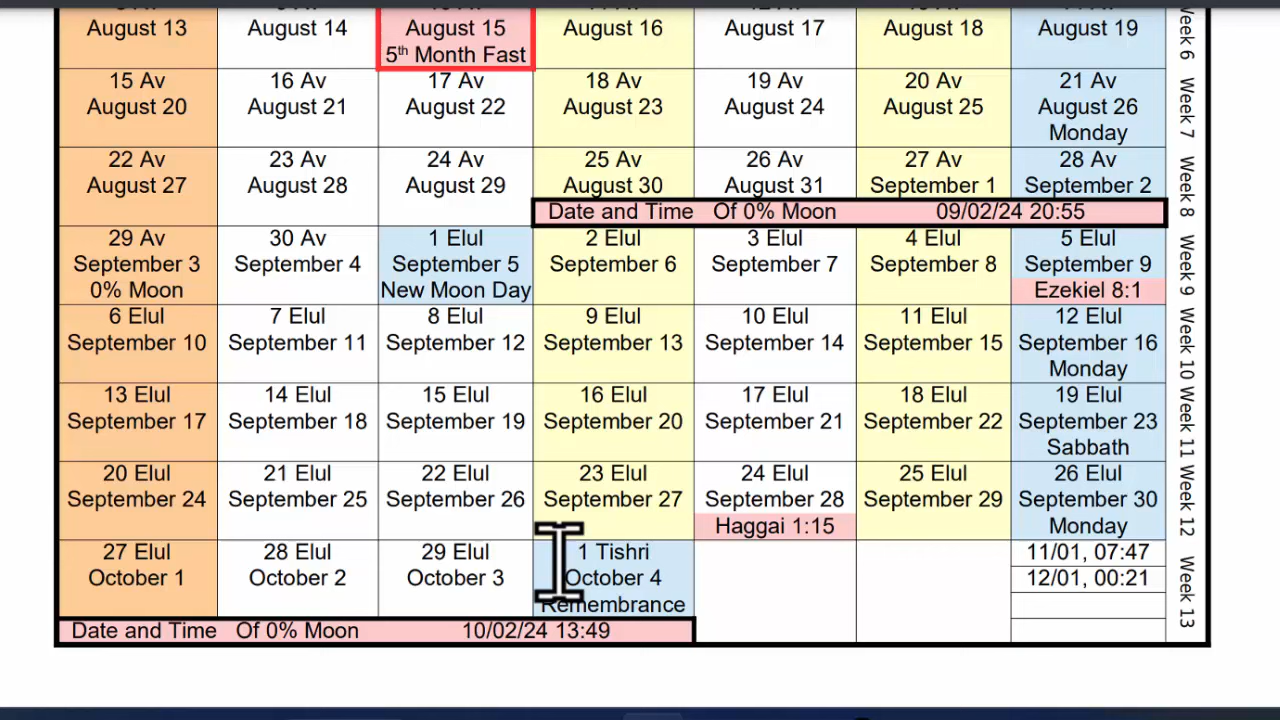 August 13 August 14 August 15 August 16 August 17 August 18 August 19
5th Month Fast
Week 6
15 Av 16 Av 17 Av 18 Av 19 Av 20 Av 21 Av
August 20 August 21 August 22 August 23 August 24 August 25 August 26
Monday
Week 7
22 Av 23 Av 24 Av 25 Av 26 Av 27 Av 28 Av
August 27 August 28 August 29 August 30 August 31 September 1 September 2
Week 8
Date and Time Of 0% Moon 09/02/24 20:55
29 Av 30 Av 1 Elul 2 Elul 3 Elul 4 Elul 5 Elul
September 3 September 4 September 5 September 6 September 7 September 8 September 9
0% Moon New Moon Day Ezekiel 8:1
Week 9
6 Elul 7 Elul 8 Elul 9 Elul 10 Elul 11 Elul 12 Elul
September 10 September 11 September 12 September 13 September 14 September 15 September 16
Monday
Week 10
13 Elul 14 Elul 15 Elul 16 Elul 17 Elul 18 Elul 19 Elul
September 17 September 18 September 19 September 20 September 21 September 22 September 23
Sabbath
Week 11
20 Elul 21 Elul 22 Elul 23 Elul 24 Elul 25 Elul 26 Elul
September 24 September 25 September 26 September 27 September 28 September 29 September 30
Haggai 1:15 Monday
Week 12
27 Elul 28 Elul 29 Elul 1 Tishri 11/01, 07:47
October 1 October 2 October 3 October 4 12/01, 00:21
Remembrance
Week 13
Date and Time Of 0% Moon 10/02/24 13:49